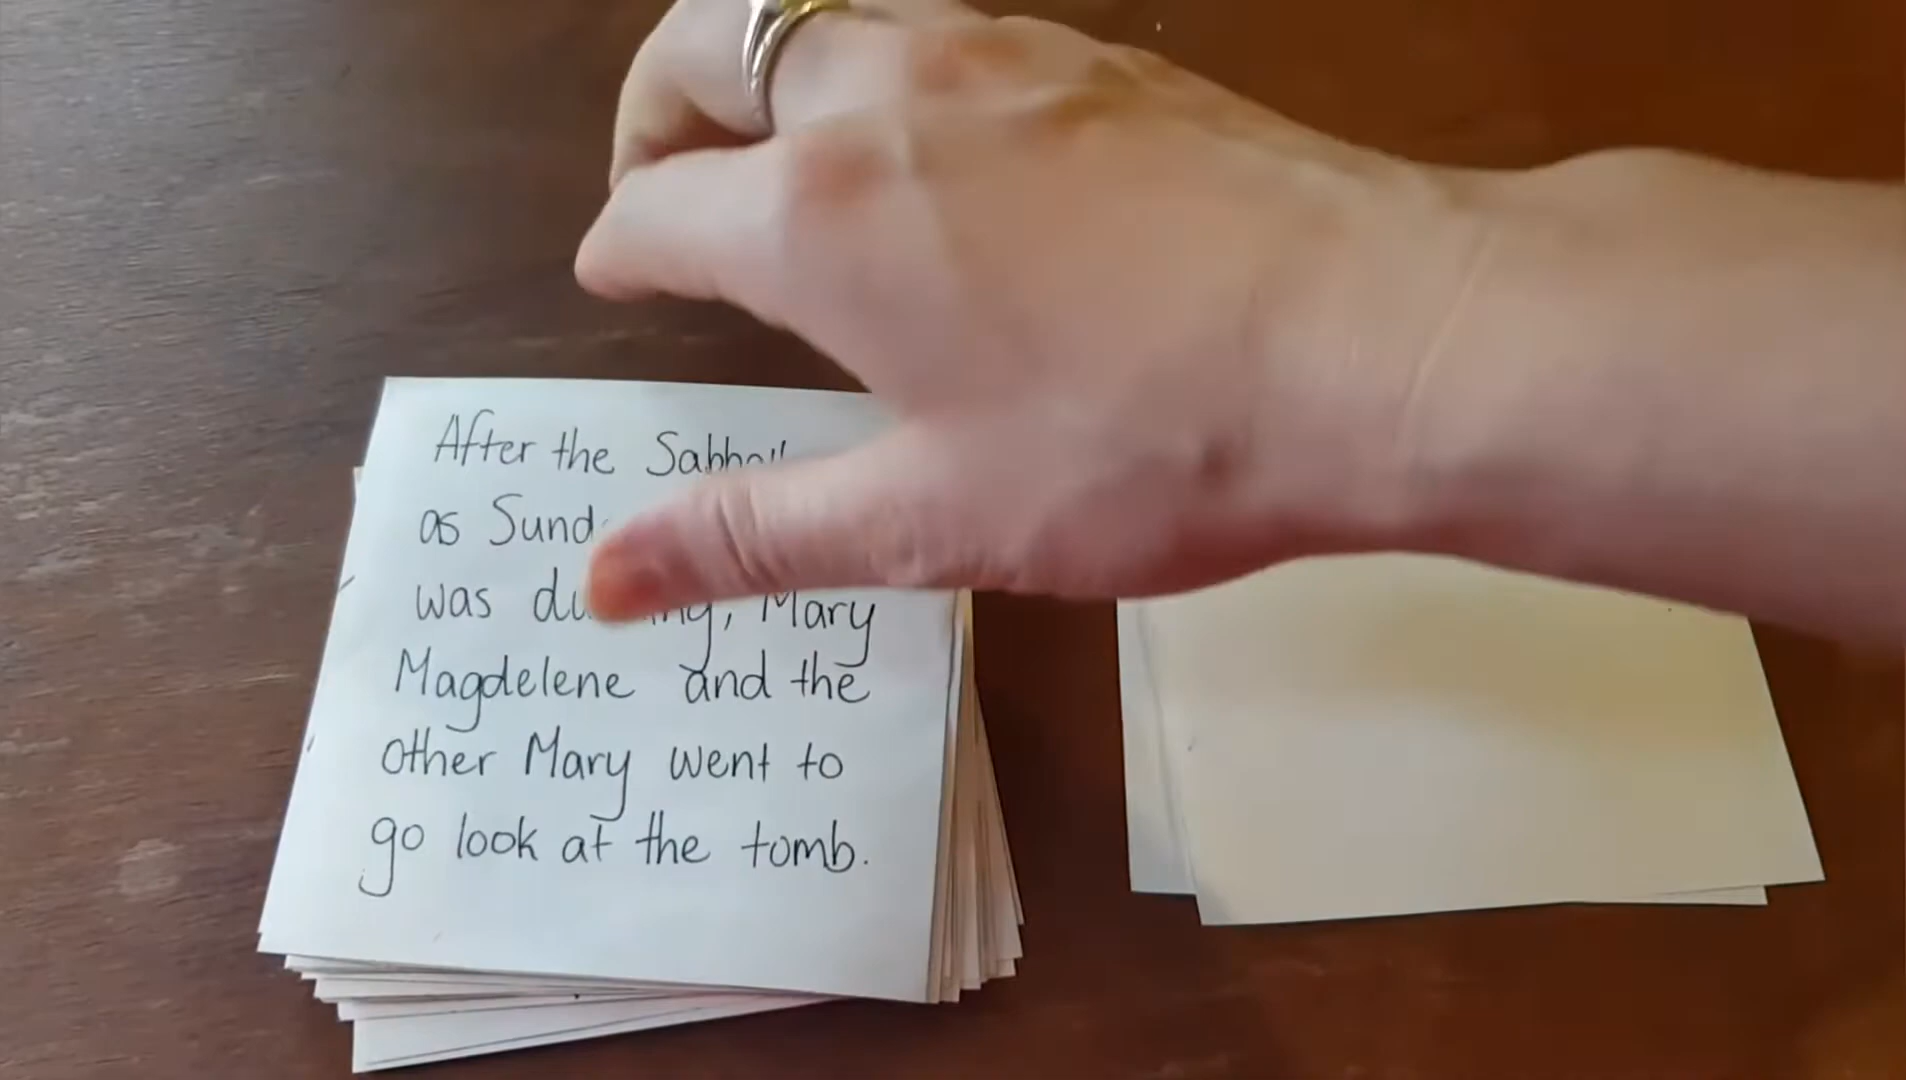 After the
as
was Mary
Magdelene and the
other Mary went to
go look at the tomb.